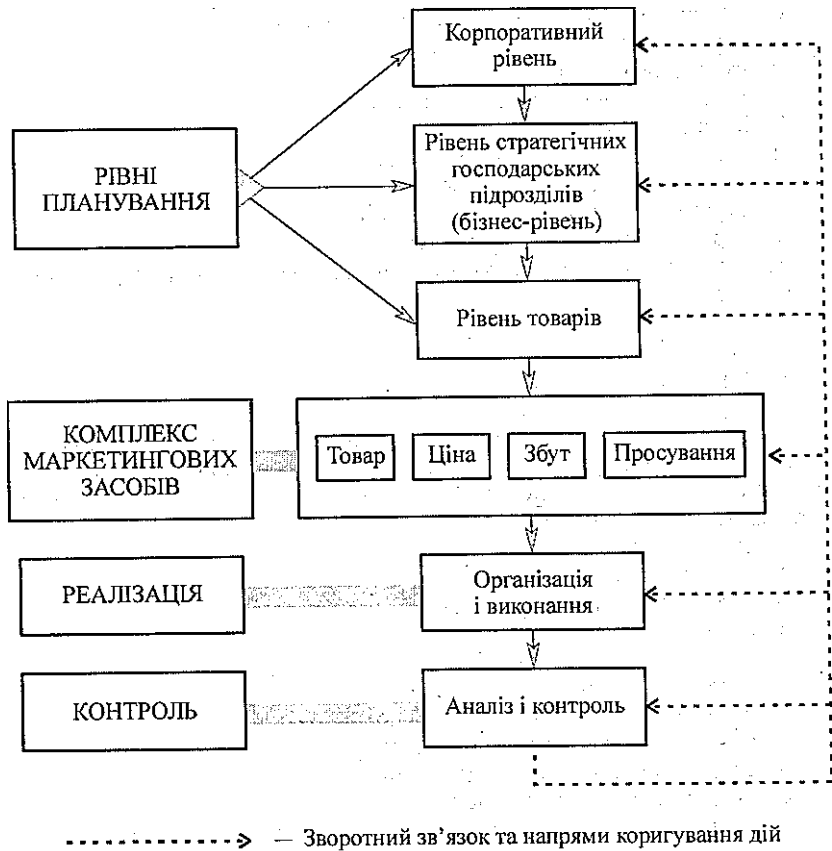 Корпоративний
рівень
РІВНІ
ПЛАНУВАННЯ
Рівень стратегічних
господарських
підрозділів
(бізнес-рівень)
Рівень товарів
КОМПЛЕКС
МАРКЕТИНГОВИХ
ЗАСОБІВ
Товар
Ціна
Збут
Просування
РЕАЛІЗАЦІЯ
Організація
і виконання
КОНТРОЛЬ
Аналіз і контроль
— Зворотний зв’язок та напрями коригування дій